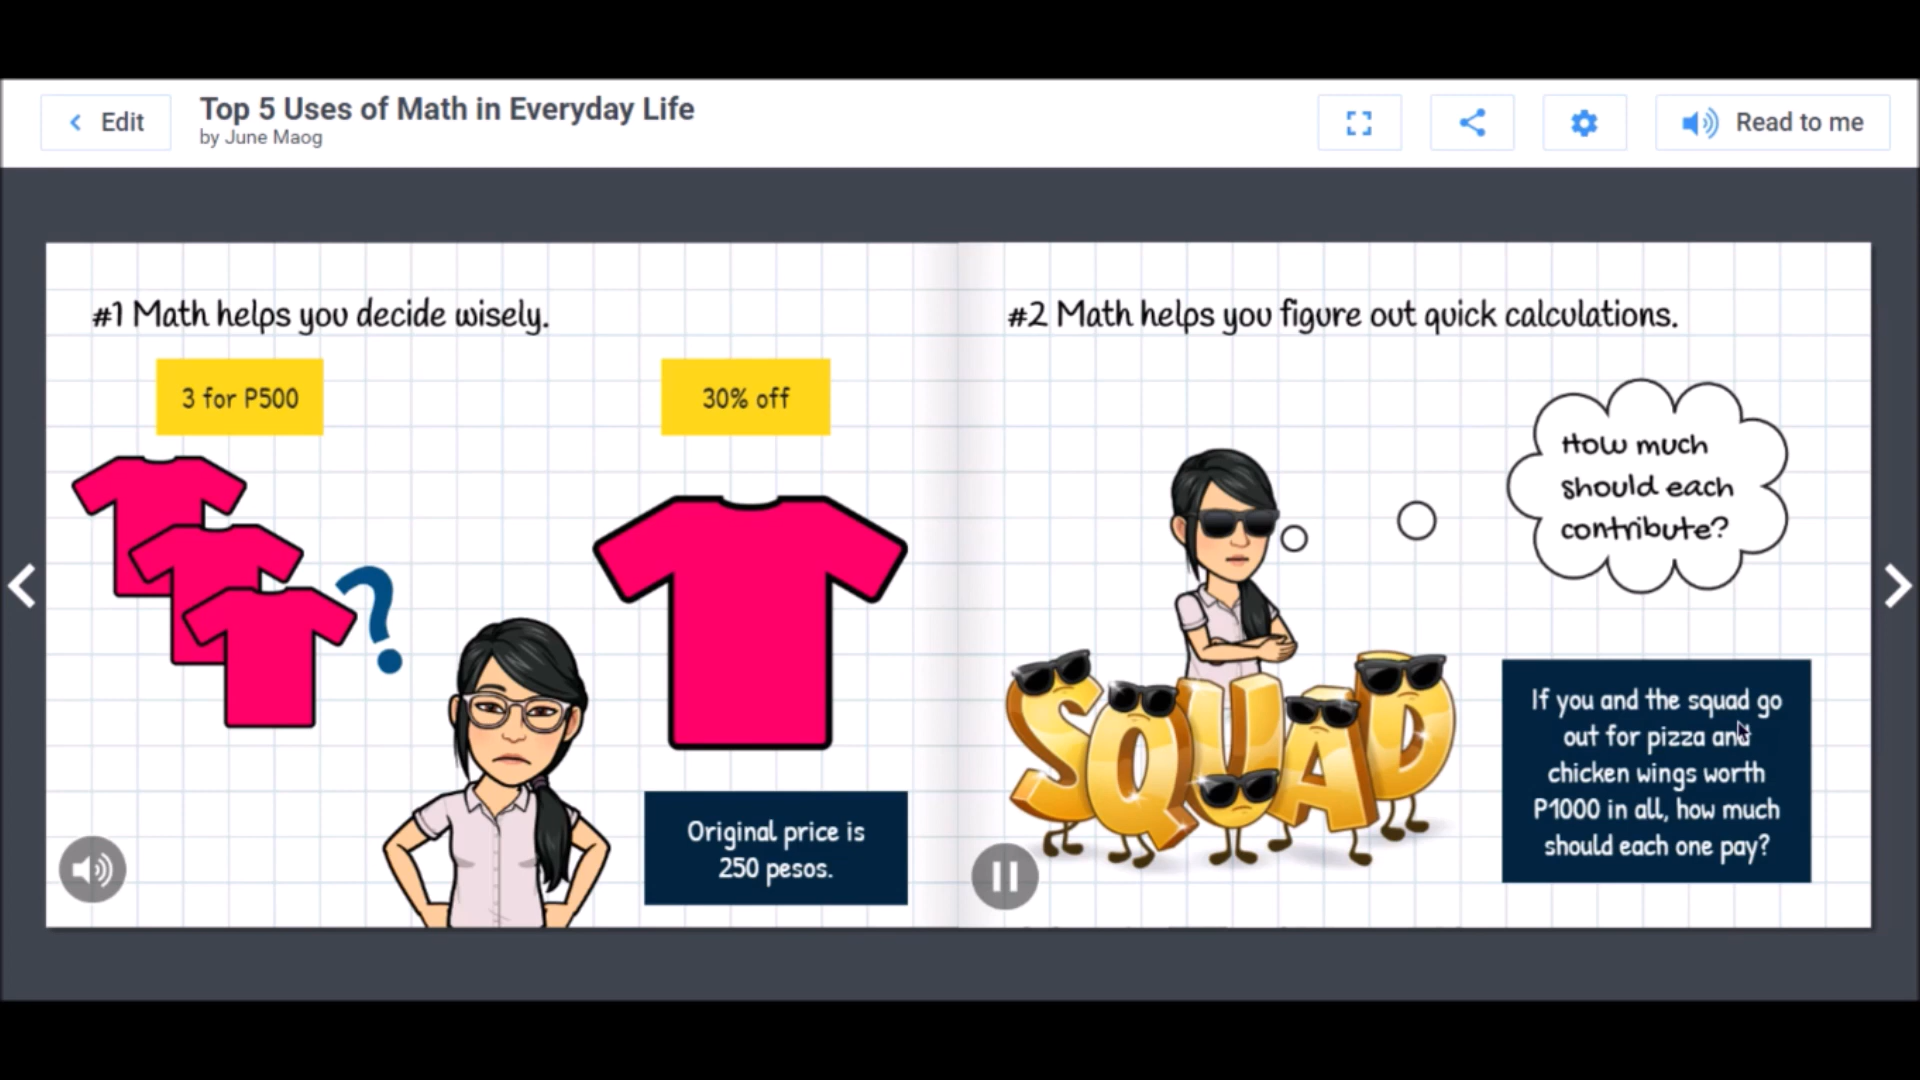 Edit
Top 5 Uses of Math in Everyday Life
by June Maog
Read to me
#1 Math helps you decide wisely.
3 for P500
30% off
?
Original price is
250 pesos.
#2 Math helps you figure out quick calculations.
How much
should each
contribute?
SQUAD
If you and the squad go
out for pizza and
chicken wings worth
P1000 in all, how much
should each one pay?